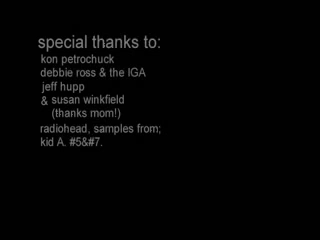 special thanks to:
kon petrochuck
debbie ross & the IGA
jeff hupp
& susan winkfield
(thanks mom!)
radiohead, samples from;
kid A. #5&#7.